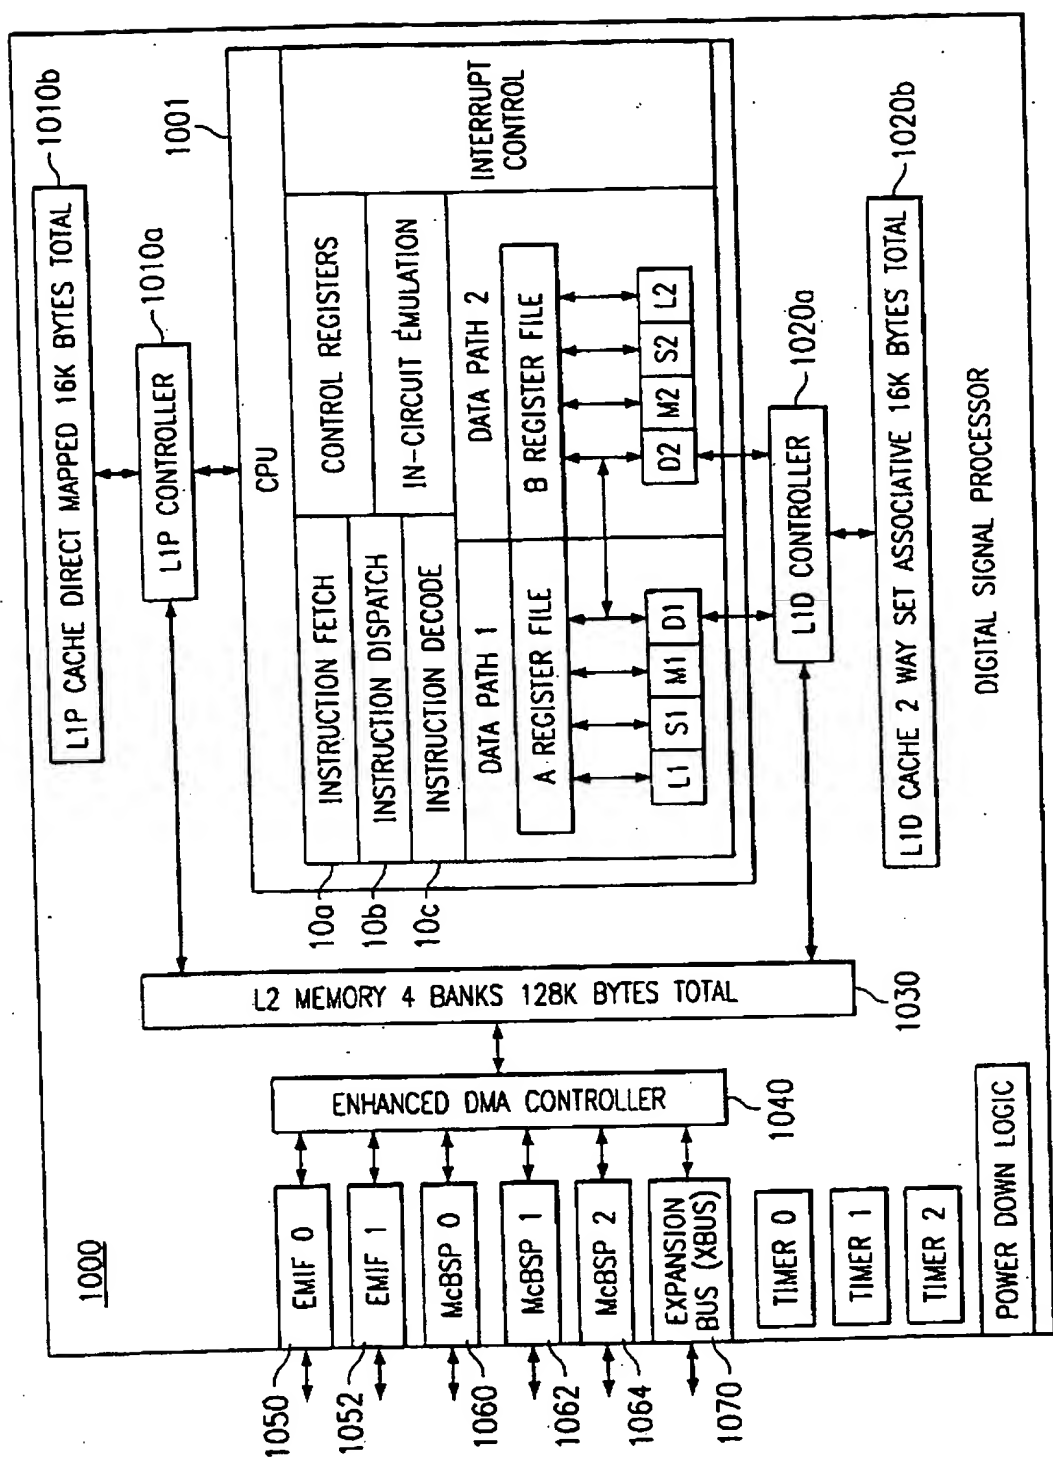 1000
1050
EMIF 0
1052
EMIF 1
1060
McBSP 0
1062
McBSP 1
1064
McBSP 2
1070
EXPANSION
BUS (XBUS)
TIMER 0
TIMER 1
TIMER 2
POWER DOWN LOGIC
ENHANCED DMA CONTROLLER
1040
L2 MEMORY 4 BANKS 128K BYTES TOTAL
1030
L1P CACHE DIRECT MAPPED 16K BYTES TOTAL
1010b
L1P CONTROLLER
1010a
1001
CPU
10a
INSTRUCTION FETCH
10b
INSTRUCTION DISPATCH
10c
INSTRUCTION DECODE
CONTROL REGISTERS
IN-CIRCUIT EMULATION
INTERRUPT
CONTROL
DATA PATH 1
A REGISTER FILE
L1 S1 M1 D1
DATA PATH 2
B REGISTER FILE
D2 M2 S2 L2
L1D CONTROLLER
1020a
L1D CACHE 2 WAY SET ASSOCIATIVE 16K BYTES TOTAL
1020b
DIGITAL SIGNAL PROCESSOR